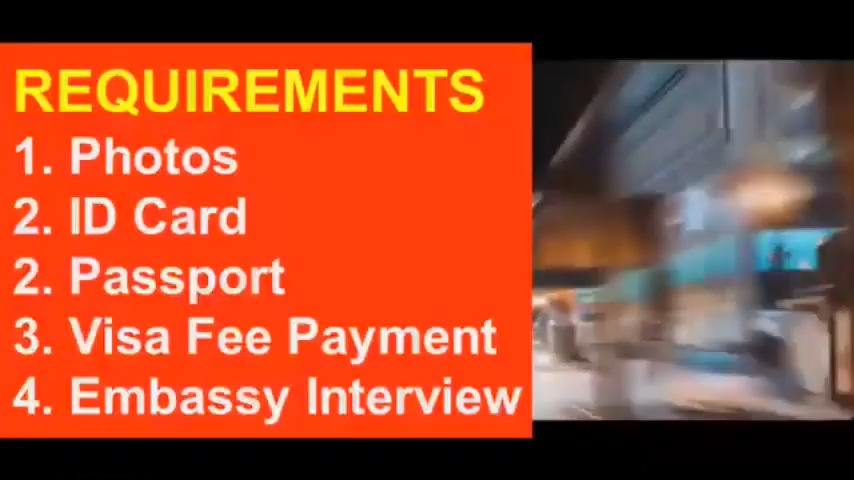 REQUIREMENTS
1. Photos
2. ID Card
2. Passport
3. Visa Fee Payment
4. Embassy Interview